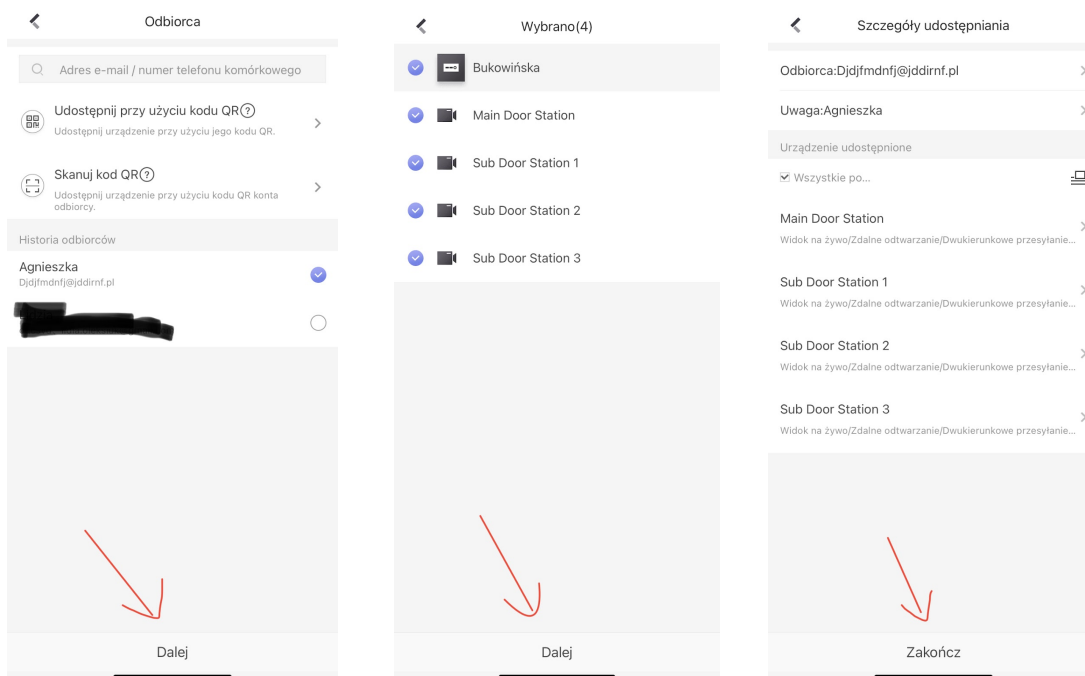 Odbiorca
Adres e-mail / numer telefonu komórkowego
Udostępnij przy użyciu kodu QR?
Udostępnij urządzenie przy użyciu jego kodu QR.
Skanuj kod QR?
Udostępnij urządzenie przy użyciu kodu QR konta
odbiorcy.
Historia odbiorców
Agnieszka
Djdjfmdnfj@jddirnf.pl
Dalej
Wybrano(4)
Bukowińska
Main Door Station
Sub Door Station 1
Sub Door Station 2
Sub Door Station 3
Dalej
Szczegóły udostępniania
Odbiorca:Djdjfmdnfj@jddirnf.pl
Uwaga:Agnieszka
Urządzenie udostępnione
Wszystkie po...
Main Door Station
Widok na żywo/Zdalne odtwarzanie/Dwukierunkowe przesyłanie...
Sub Door Station 1
Widok na żywo/Zdalne odtwarzanie/Dwukierunkowe przesyłanie...
Sub Door Station 2
Widok na żywo/Zdalne odtwarzanie/Dwukierunkowe przesyłanie...
Sub Door Station 3
Widok na żywo/Zdalne odtwarzanie/Dwukierunkowe przesyłanie...
Zakończ